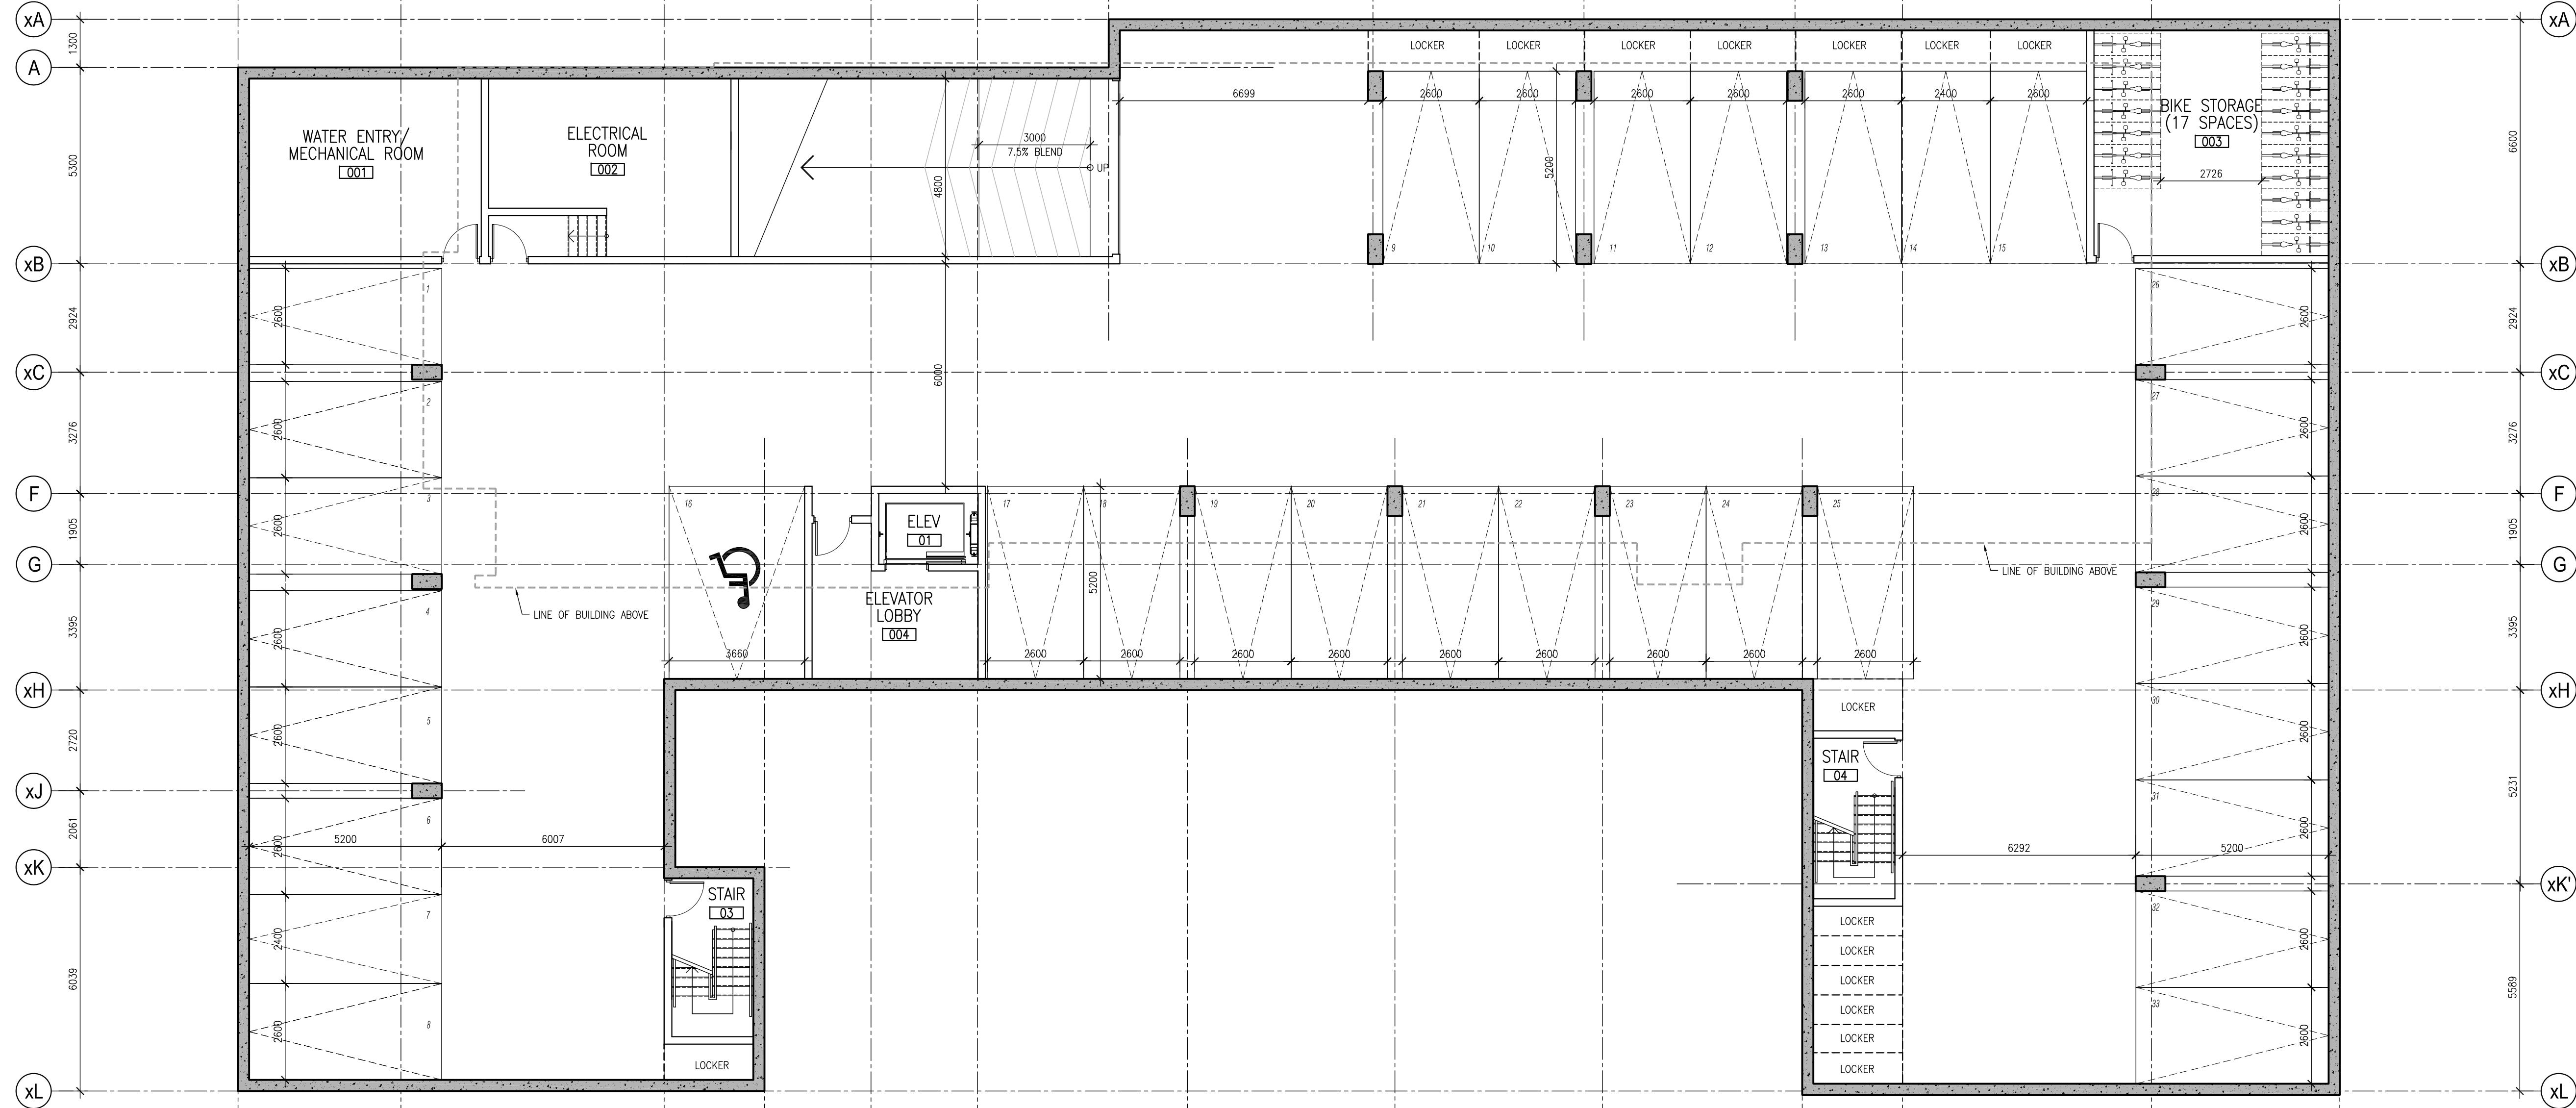 xA
xA
1300
LOCKER
LOCKER
LOCKER
LOCKER
LOCKER
LOCKER
LOCKER
A
6699
2600
2600
2600
2600
2600
2400
2600
WATER ENTRY/
MECHANICAL ROOM
001
ELECTRICAL
ROOM
002
3000
7.5% BLEND
UP
4800
5200
BIKE STORAGE
(17 SPACES)
003
2726
5300
6600
9
10
11
12
13
14
15
xB
xB
1
2600
26
2600
2924
2924
6000
xC
xC
2
2600
27
2600
3276
3276
F
F
3
2600
28
2600
1905
1905
16
ELEV
01
17
18
19
20
21
22
23
24
25
G
G
LINE OF BUILDING ABOVE
LINE OF BUILDING ABOVE
ELEVATOR
LOBBY
004
5200
4
2600
29
2600
3395
3395
3660
2600
2600
2600
2600
2600
2600
2600
2600
2600
xH
xH
5
2600
30
2600
LOCKER
2720
STAIR
04
5231
xJ
31
2600
6
2600
2061
5200
6007
6292
5200
xK
xK'
7
2400
STAIR
03
32
2600
LOCKER
LOCKER
LOCKER
LOCKER
LOCKER
LOCKER
6039
5589
8
2600
33
2600
LOCKER
xL
xL